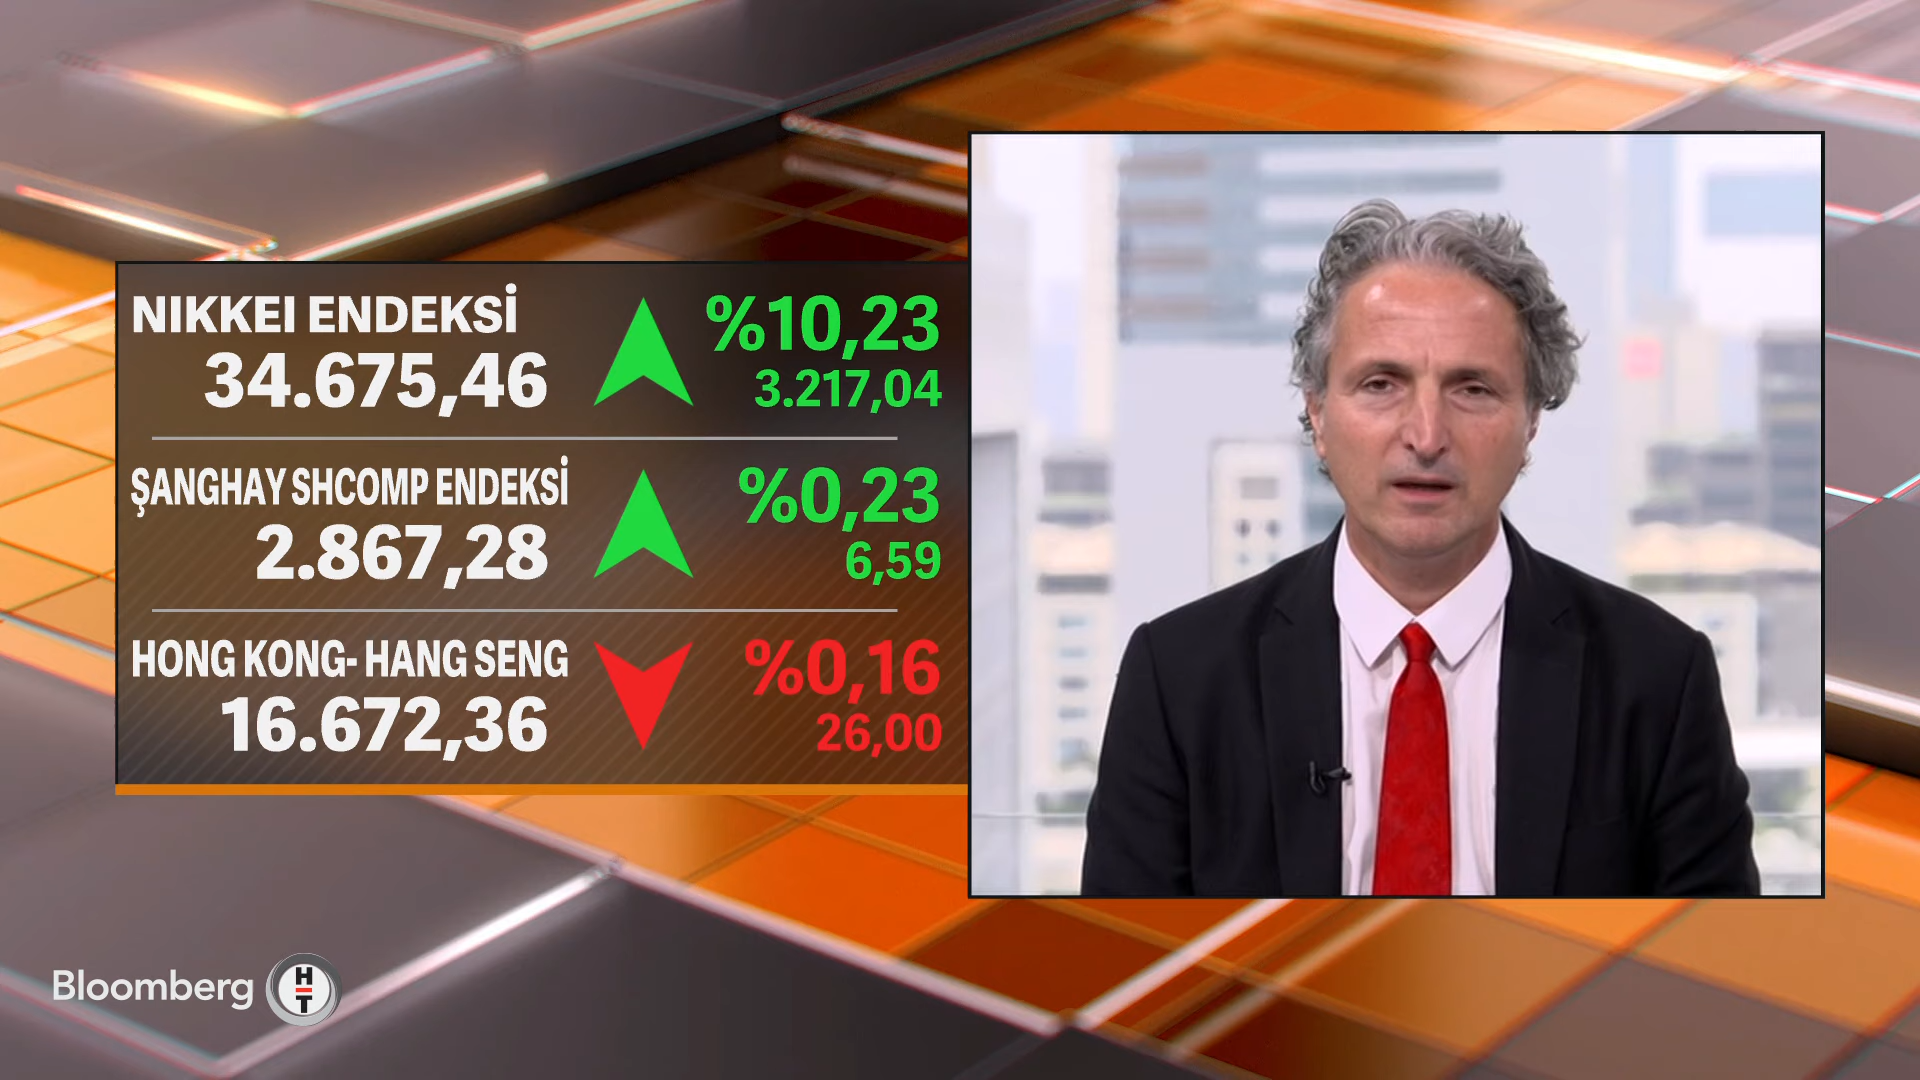 NIKKEI ENDEKSİ
34.675,46
%10,23
3.217,04
ŞANGHAY SHCOMP ENDEKSİ
2.867,28
%0,23
6,59
HONG KONG- HANG SENG
16.672,36
%0,16
26,00
Bloomberg HT